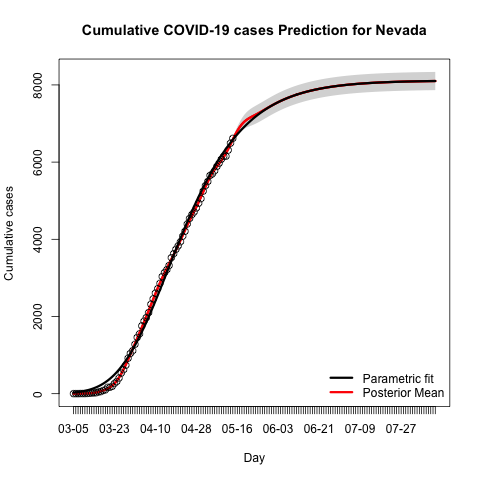 Cumulative COVID-19 cases Prediction for Nevada
Cumulative cases
8000
6000
4000
2000
0
Parametric fit
Posterior Mean
03-05 03-23 04-10 04-28 05-16 06-03 06-21 07-09 07-27
Day